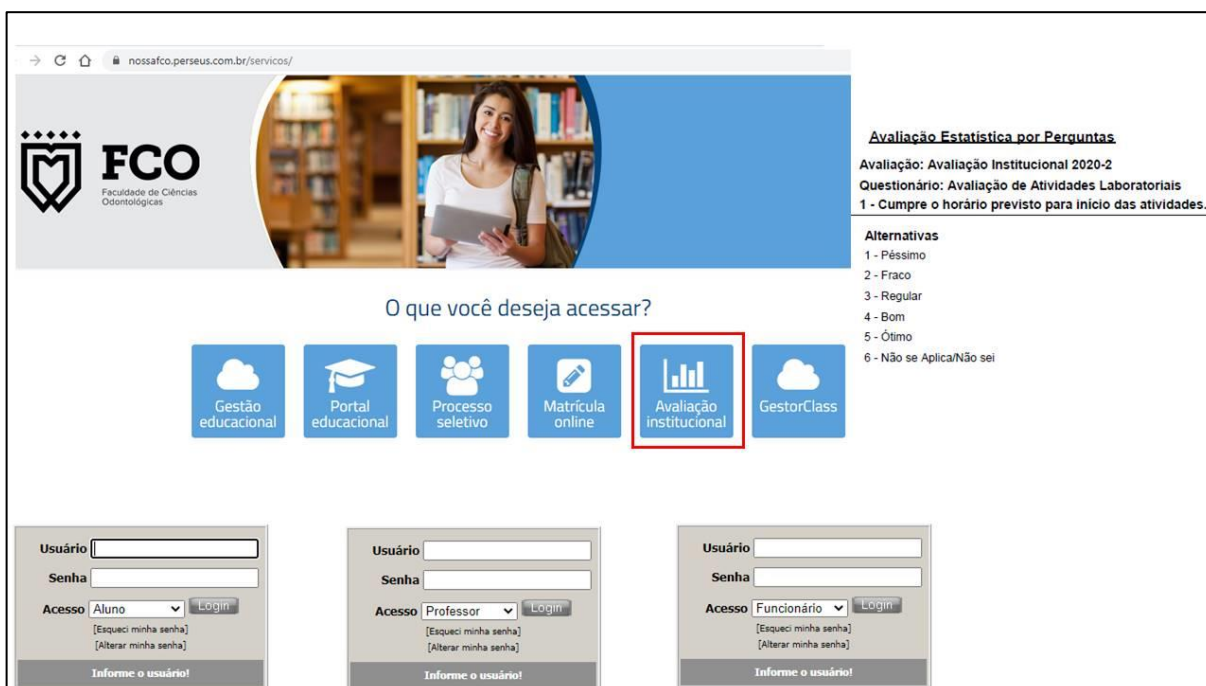 nossafco.perseus.com.br/servicos/
FCO
Faculdade de Ciências
Odontológicas
Avaliação Estatística por Perguntas
Avaliação: Avaliação Institucional 2020-2
Questionário: Avaliação de Atividades Laboratoriais
1 - Cumpre o horário previsto para início das atividades.
Alternativas
1 - Péssimo
2 - Fraco
3 - Regular
4 - Bom
5 - Ótimo
6 - Não se Aplica/Não sei
O que você deseja acessar?
Gestão
educacional
Portal
educacional
Processo
seletivo
Matrícula
online
Avaliação
institucional
GestorClass
Usuário
Senha
Acesso Aluno Login
[Esqueci minha senha]
[Alterar minha senha]
Informe o usuário!
Usuário
Senha
Acesso Professor Login
[Esqueci minha senha]
[Alterar minha senha]
Informe o usuário!
Usuário
Senha
Acesso Funcionário Login
[Esqueci minha senha]
[Alterar minha senha]
Informe o usuário!